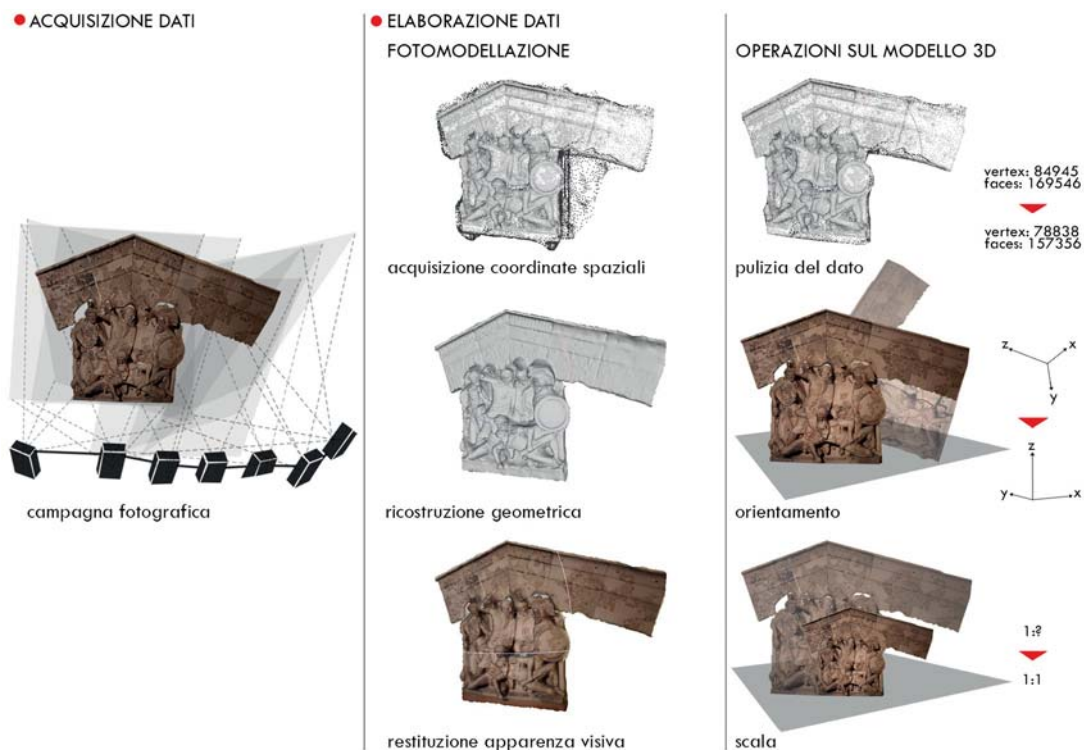 ACQUISIZIONE DATI
campagna fotografica
ELABORAZIONE DATI
FOTOMODELLAZIONE
acquisizione coordinate spaziali
ricostruzione geometrica
restituzione apparenza visiva
OPERAZIONI SUL MODELLO 3D
vertex: 84945
faces: 169546
vertex: 78838
faces: 157356
pulizia del dato
z
x
y
z
y
x
orientamento
1:?
1:1
scala